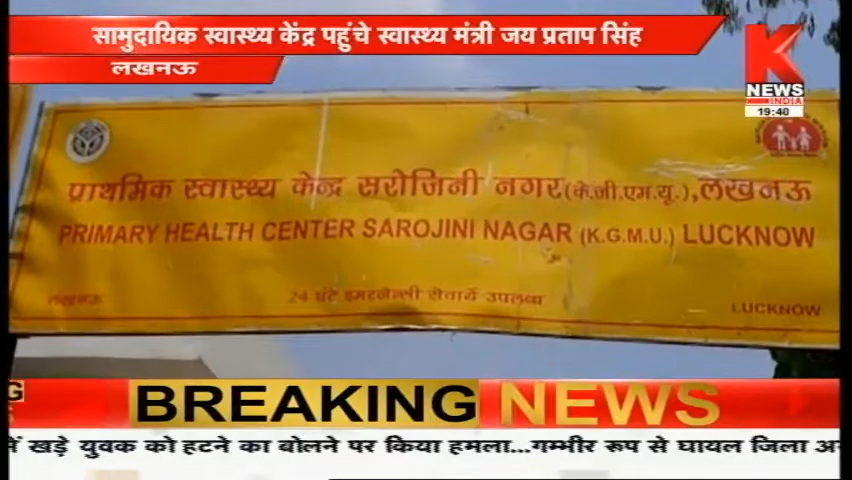 सामुदायिक स्वास्थ्य केंद्र पहुंचे स्वास्थ्य मंत्री जय प्रताप सिंह
लखनऊ
K
NEWS
INDIA
19:40
प्राथमिक स्वास्थ्य केन्द्र सरोजिनी नगर(के.जी.एम.यू.),लखनऊ
PRIMARY HEALTH CENTER SAROJINI NAGAR (K.G.M.U.) LUCKNOW
लखनऊ
24 घंटे इमरजेन्सी सेवायें उपलब्ध
LUCKNOW
BREAKING NEWS
में खड़े युवक को हटने का बोलने पर किया हमला...गम्भीर रूप से घायल जिला